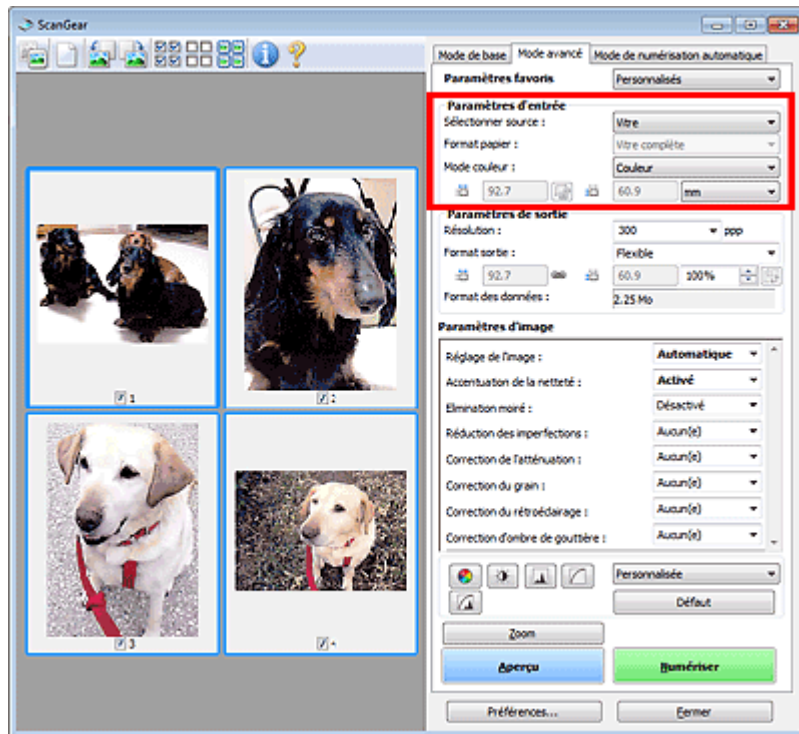 ScanGear
Mode de base Mode avancé Mode de numérisation automatique
Paramètres favoris Personnalisés
Paramètres d'entrée
Sélectionner source : Vitre
Format papier : Vitre complète
Mode couleur : Couleur
92.7 60.9 mm
Paramètres de sortie
Résolution : 300 ppp
Format sortie : Flexible
92.7 60.9 100%
Format des données : 2.25 Mo
Paramètres d'image
Réglage de l'image : Automatique
Accentuation de la netteté : Activé
Elimination moiré : Désactivé
Réduction des imperfections : Aucun(e)
Correction de l'atténuation : Aucun(e)
Correction du grain : Aucun(e)
Correction du rétroéclairage : Aucun(e)
Correction d'ombre de gouttière : Aucun(e)
Personnalisée
Défaut
Zoom
Aperçu Numériser
Préférences... Fermer
1 2
3 4